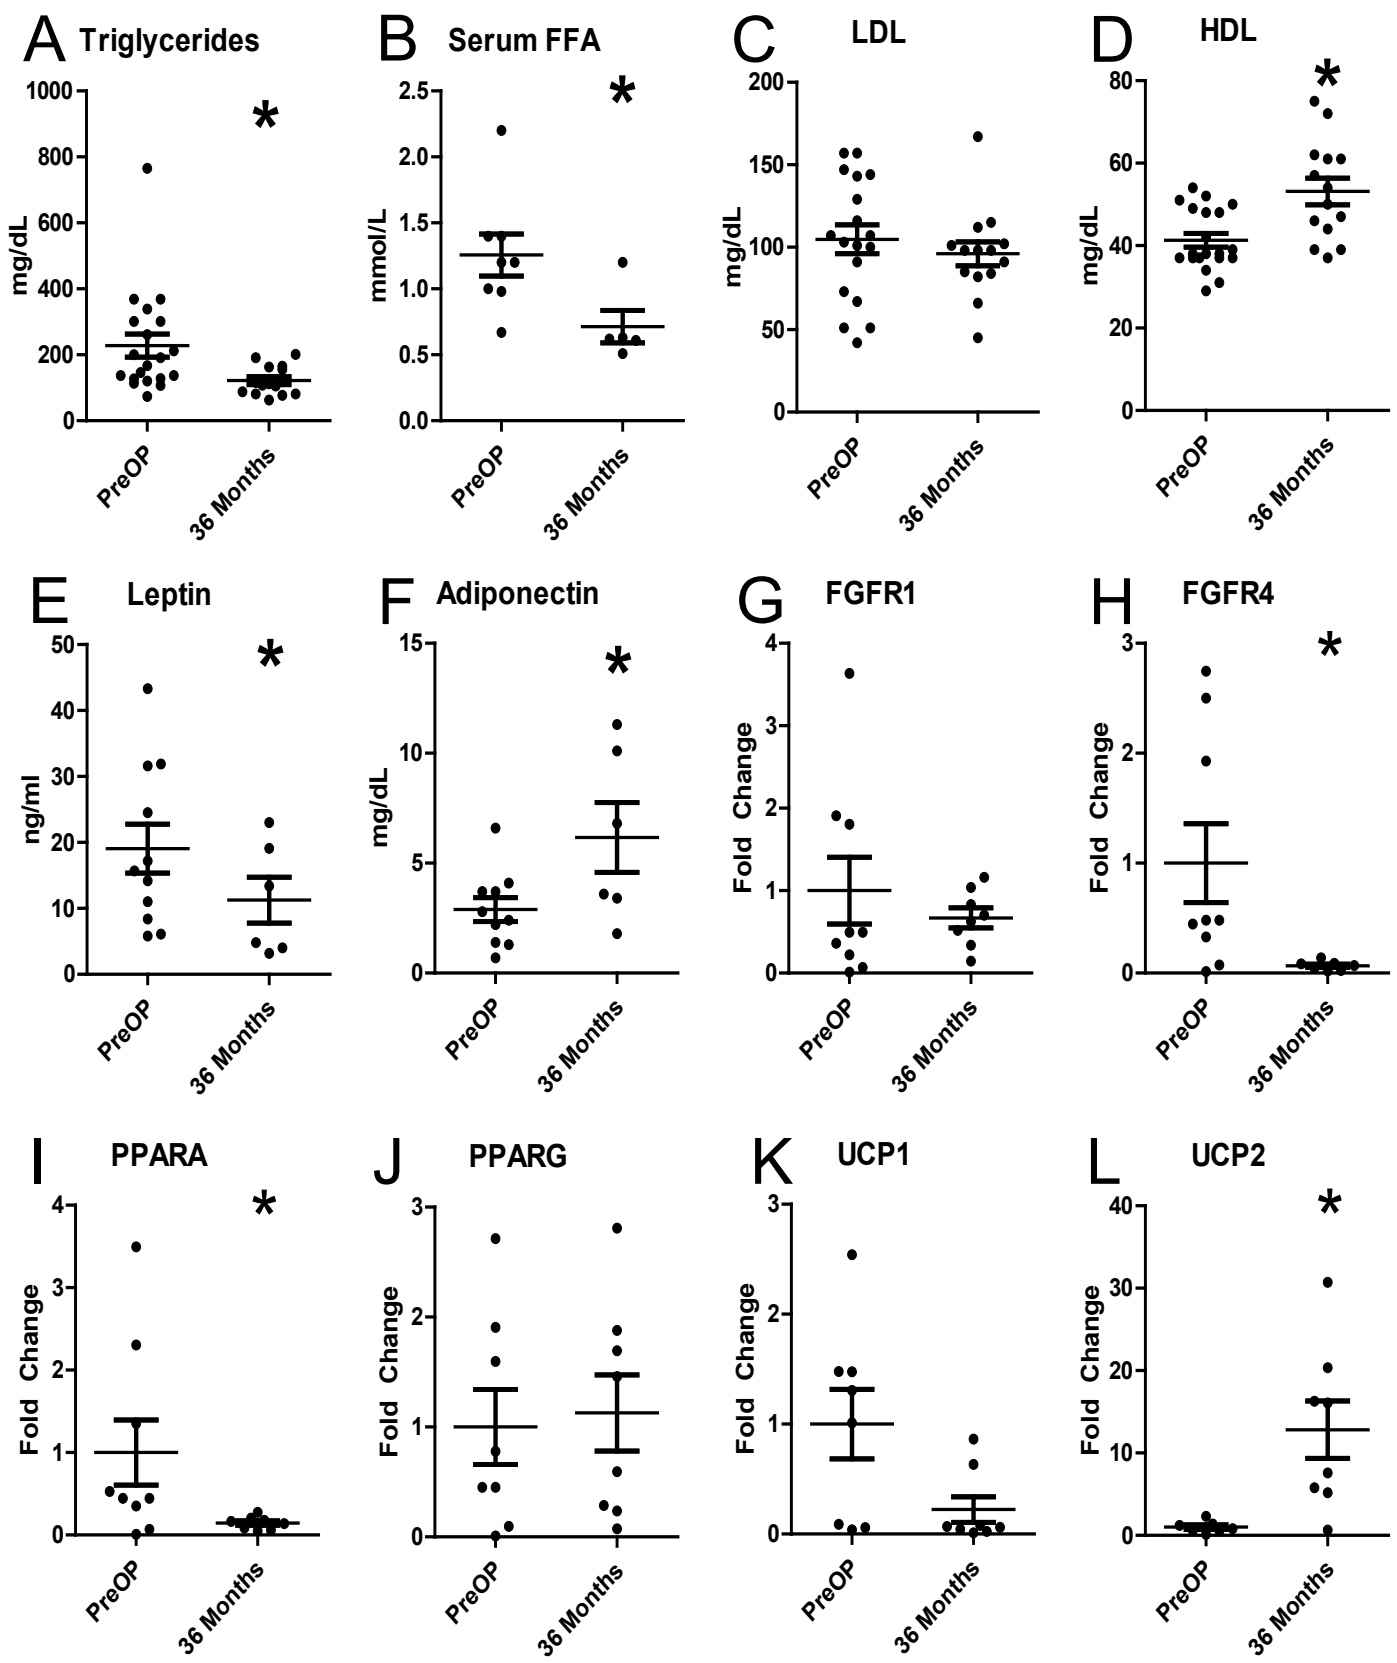 A Triglycerides
mg/dL
1000
800
600
400
200
0
*
PreOP
36 Months
B Serum FFA
mmol/L
2.5
2.0
1.5
1.0
0.5
0.0
*
PreOP
36 Months
C LDL
mg/dL
200
150
100
50
0
PreOP
36 Months
D HDL
mg/dL
80
60
40
20
0
*
PreOP
36 Months
E Leptin
ng/ml
50
40
30
20
10
0
*
PreOP
36 Months
F Adiponectin
mg/dL
15
10
5
0
*
PreOP
36 Months
G FGFR1
Fold Change
4
3
2
1
0
PreOP
36 Months
H FGFR4
Fold Change
3
2
1
0
*
PreOP
36 Months
I PPARA
Fold Change
4
3
2
1
0
*
PreOP
36 Months
J PPARG
Fold Change
3
2
1
0
PreOP
36 Months
K UCP1
Fold Change
3
2
1
0
PreOP
36 Months
L UCP2
Fold Change
40
30
20
10
0
*
PreOP
36 Months